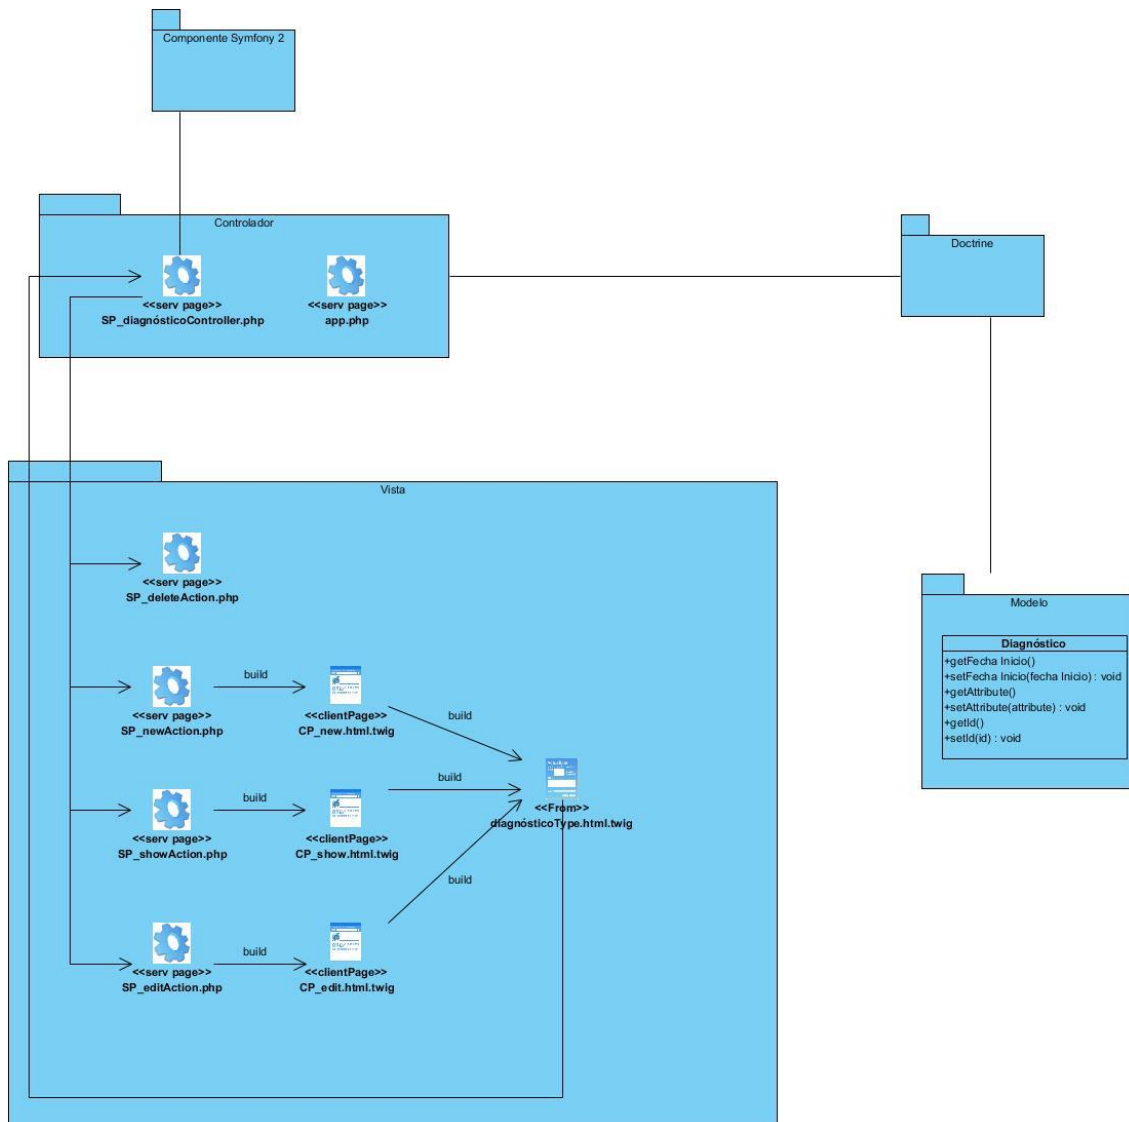 Componente Symfony 2
Controlador
<<serv page>>
SP_diagnósticoController.php
<<serv page>>
app.php
Doctrine
Vista
<<serv page>>
SP_deleteAction.php
<<serv page>>
SP_newAction.php
build
<<clientPage>>
CP_new.html.twig
build
<<serv page>>
SP_showAction.php
build
<<clientPage>>
CP_show.html.twig
build
<<From>>
diagnósticoType.html.twig
build
<<serv page>>
SP_editAction.php
build
<<clientPage>>
CP_edit.html.twig
Modelo
Diagnóstico
+getFecha Inicio()
+setFecha Inicio(fecha Inicio) : void
+getAttribute()
+setAttribute(attribute) : void
+getId()
+setId(id) : void